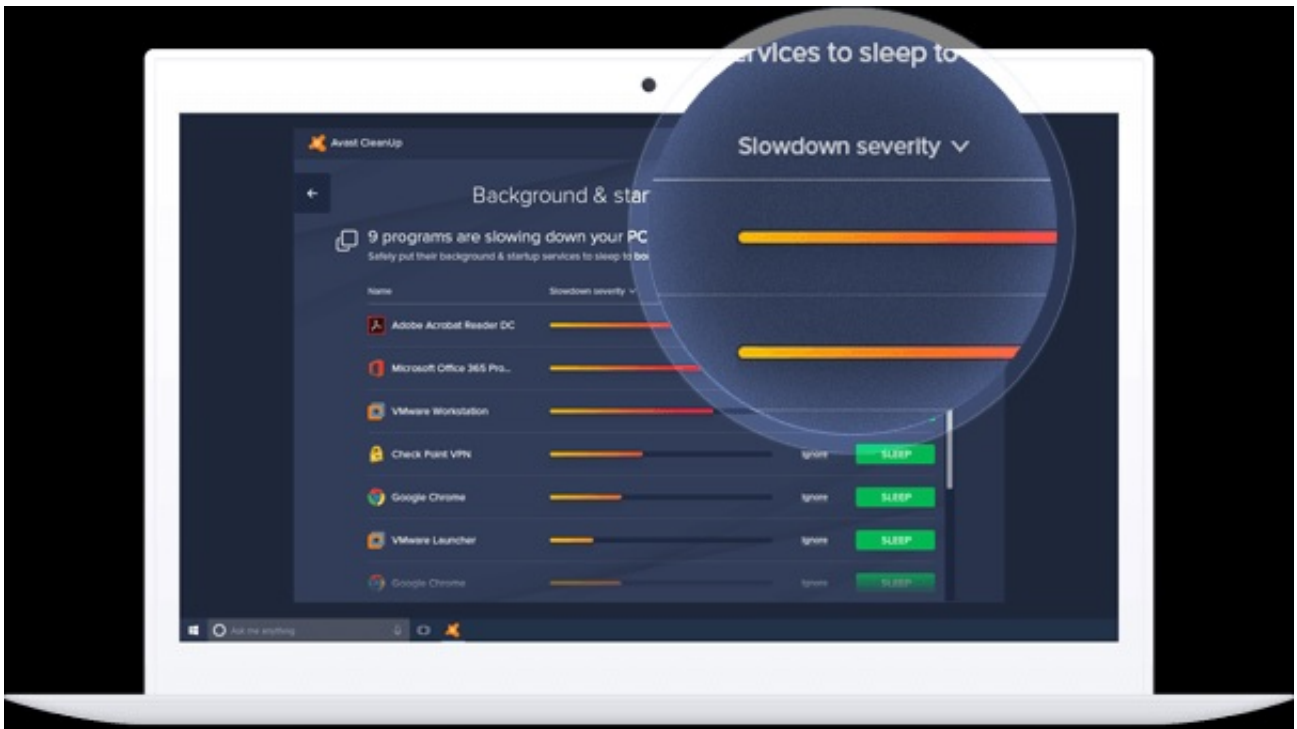 rvices to sleep to
Slowdown severity
Avast CleanUp
Background & star
9 programs are slowing down your PC
Safely put their background & startup services to sleep to
Name
Slowdown severity
Adobe Acrobat Reader DC
Microsoft Office 365 Pro...
VMware Workstation
Check Point VPN
Ignore
SLEEP
Google Chrome
Ignore
SLEEP
VMware Launcher
Ignore
SLEEP
Google Chrome
Ignore
SLEEP
Ask me anything